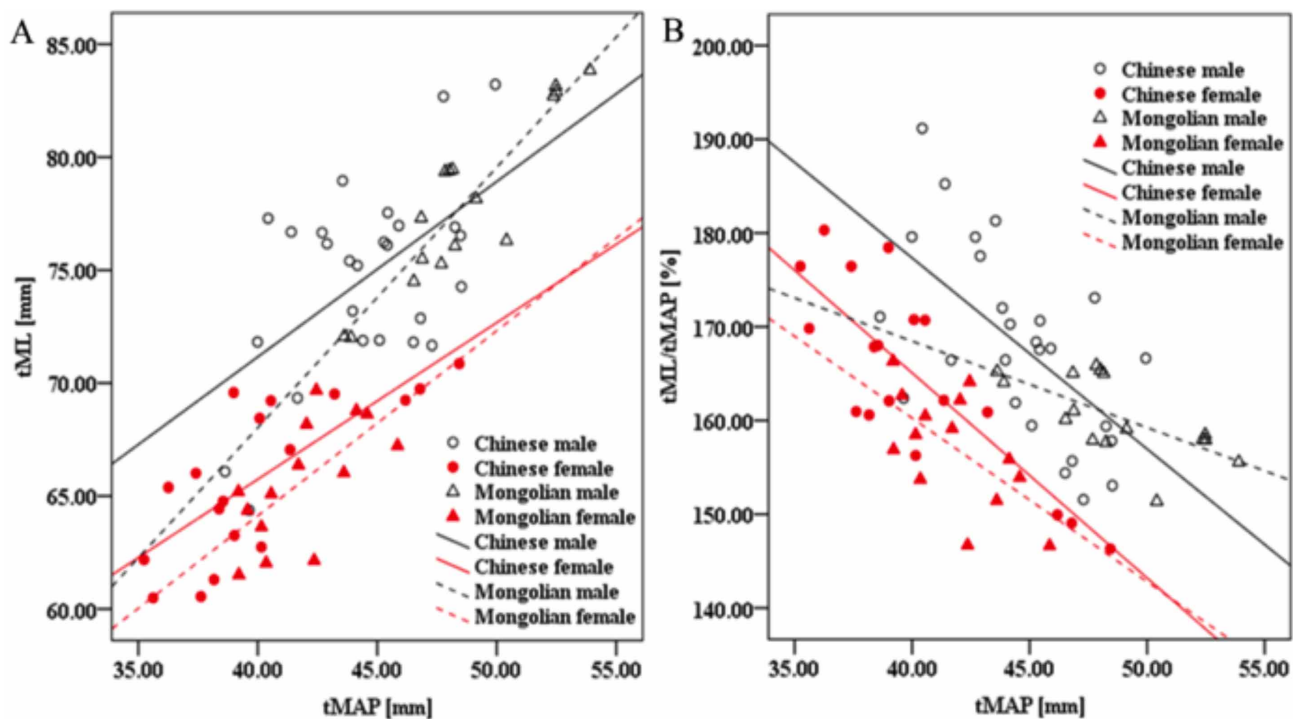 A
tML [mm]
85.00
80.00
75.00
70.00
65.00
60.00
Chinese male
Chinese female
Mongolian male
Mongolian female
Chinese male
Chinese female
Mongolian male
Mongolian female
35.00 40.00 45.00 50.00 55.00
tMAP [mm]
B
tML/tMAP [%]
200.00
190.00
180.00
170.00
160.00
150.00
140.00
Chinese male
Chinese female
Mongolian male
Mongolian female
Chinese male
Chinese female
Mongolian male
Mongolian female
35.00 40.00 45.00 50.00 55.00
tMAP [mm]